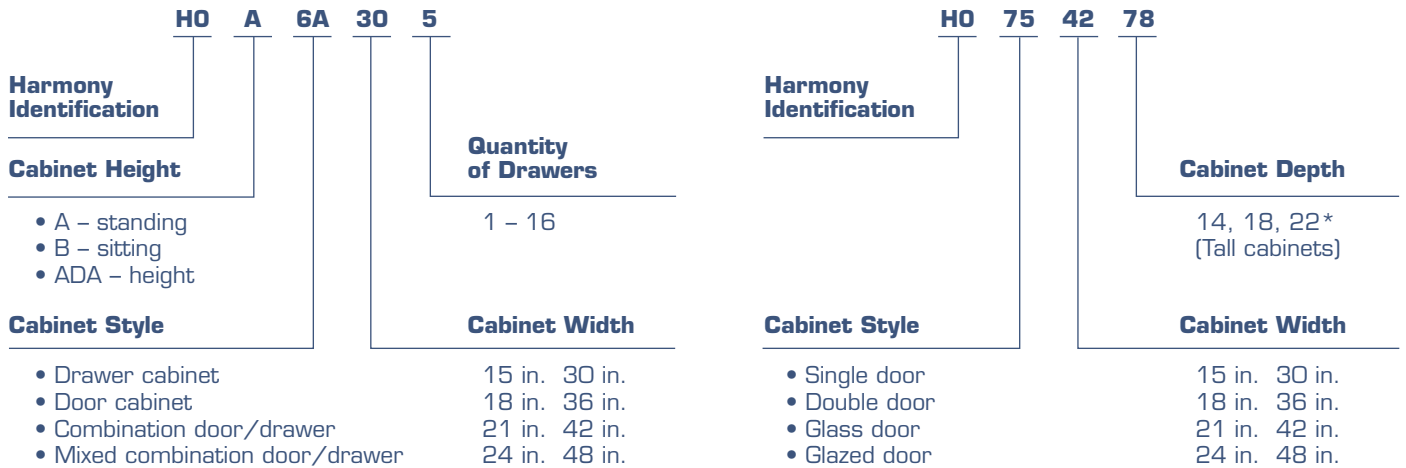 H0 A 6A 30 5
Harmony
Identification
Cabinet Height
• A – standing
• B – sitting
• ADA – height
Quantity
of Drawers
1 – 16
Cabinet Style
• Drawer cabinet
• Door cabinet
• Combination door/drawer
• Mixed combination door/drawer
Cabinet Width
15 in. 30 in.
18 in. 36 in.
21 in. 42 in.
24 in. 48 in.
H0 75 42 78
Harmony
Identification
Cabinet Depth
14, 18, 22*
(Tall cabinets)
Cabinet Style
• Single door
• Double door
• Glass door
• Glazed door
Cabinet Width
15 in. 30 in.
18 in. 36 in.
21 in. 42 in.
24 in. 48 in.